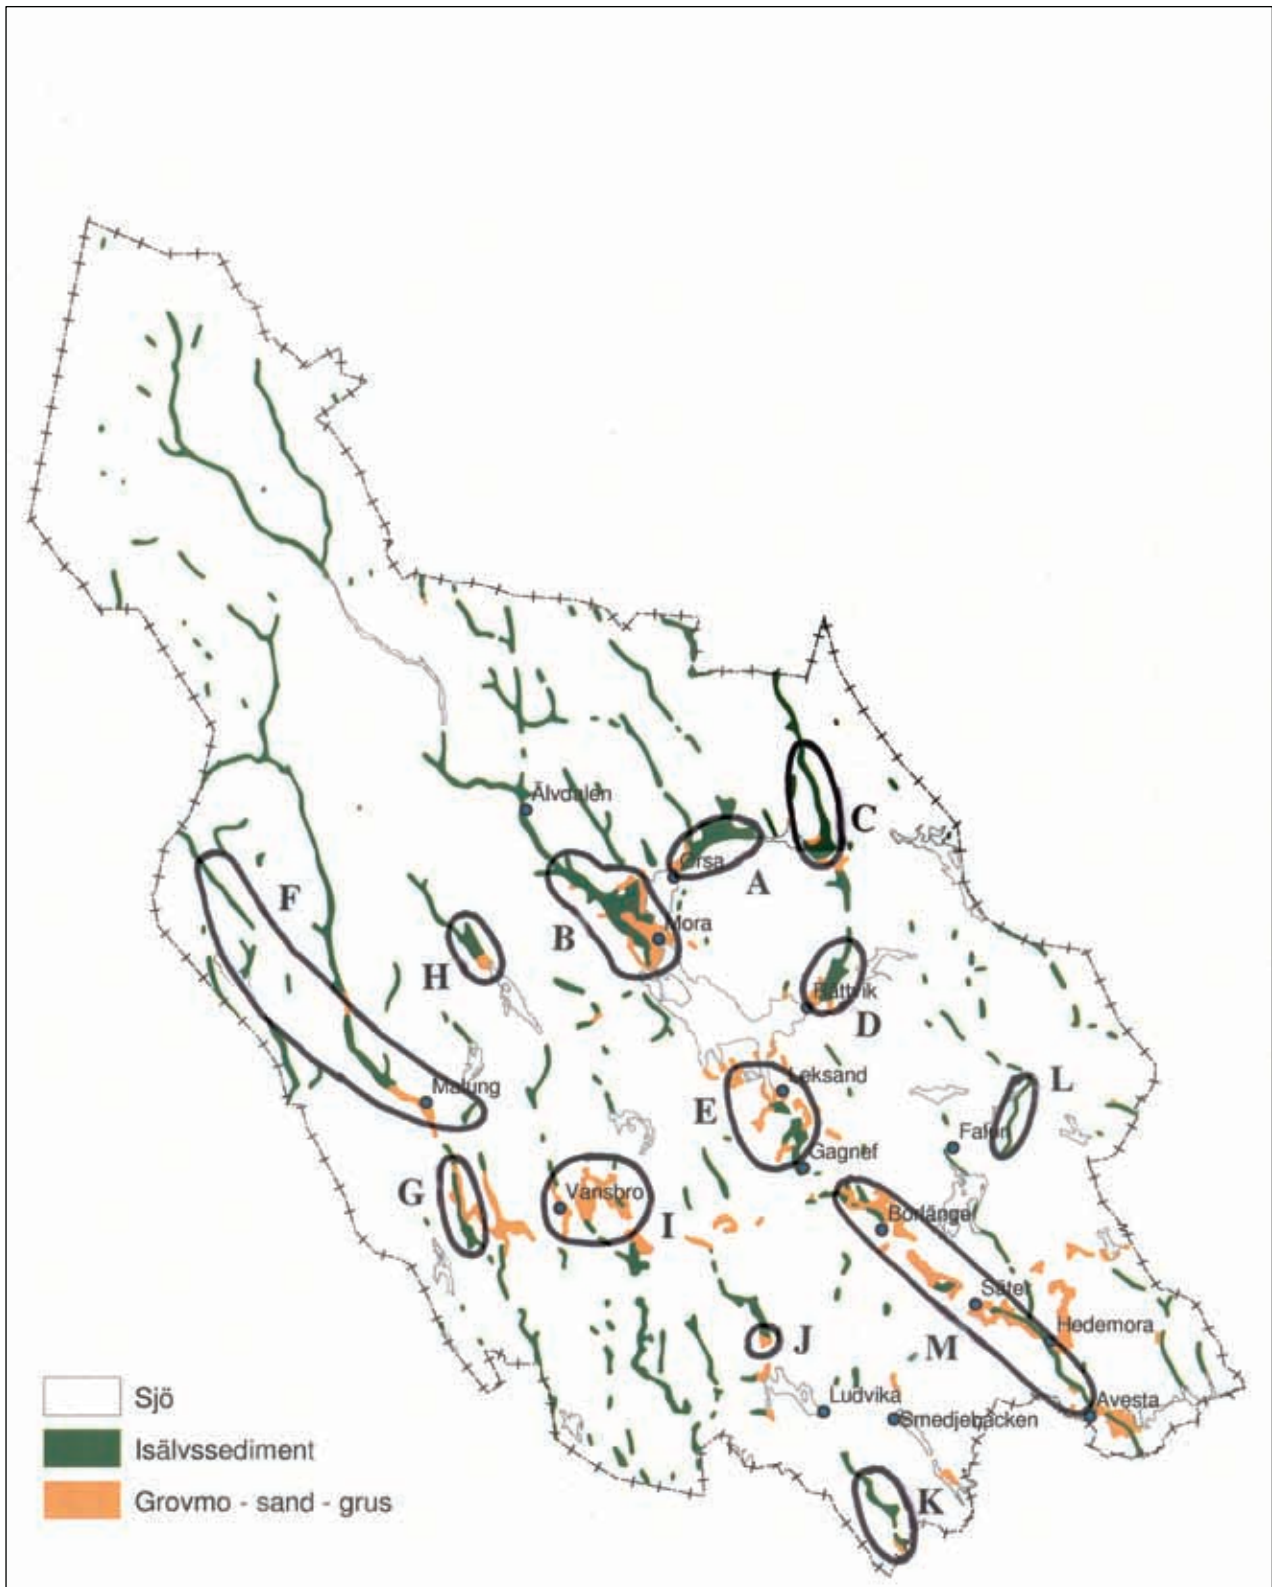 Älvdalen
C
Orsa
A
F
Mora
B
H
Rättvik
D
Malung
Leksand
L
E
Falun
Gagnef
G
Vansbro
I
Borlänge
Säter
Hedemora
J
M
Avesta
Ludvika
Smedjebacken
K
Sjö
Isälvssediment
Grovmo - sand - grus